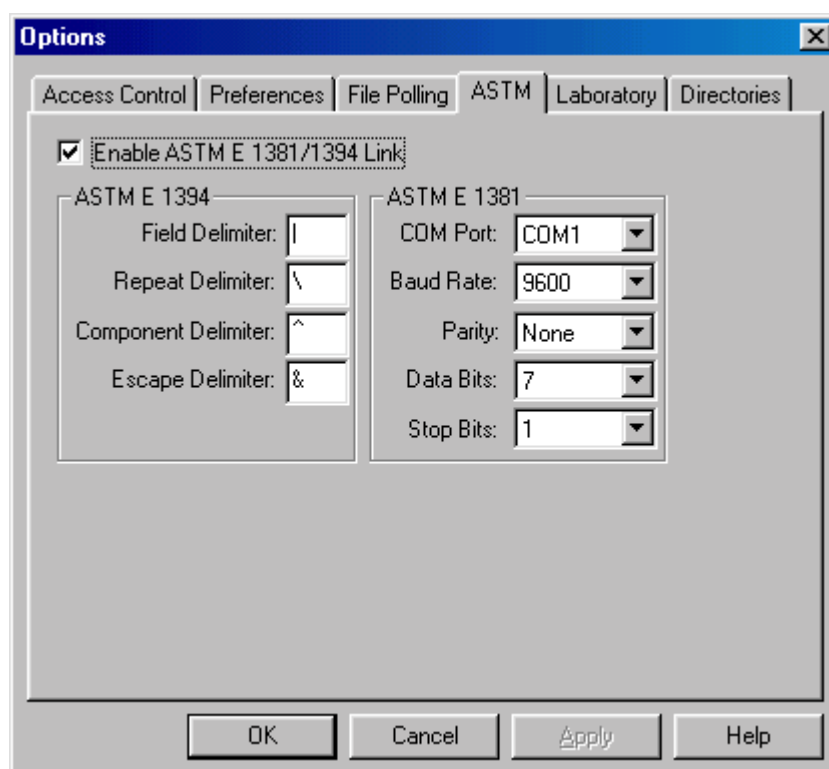 Options
Access Control Preferences File Polling ASTM Laboratory Directories
Enable ASTM E 1381/1394 Link
ASTM E 1394
Field Delimiter: |
Repeat Delimiter: \
Component Delimiter: ^
Escape Delimiter: &
ASTM E 1381
COM Port: COM1
Baud Rate: 9600
Parity: None
Data Bits: 7
Stop Bits: 1
OK Cancel Apply Help